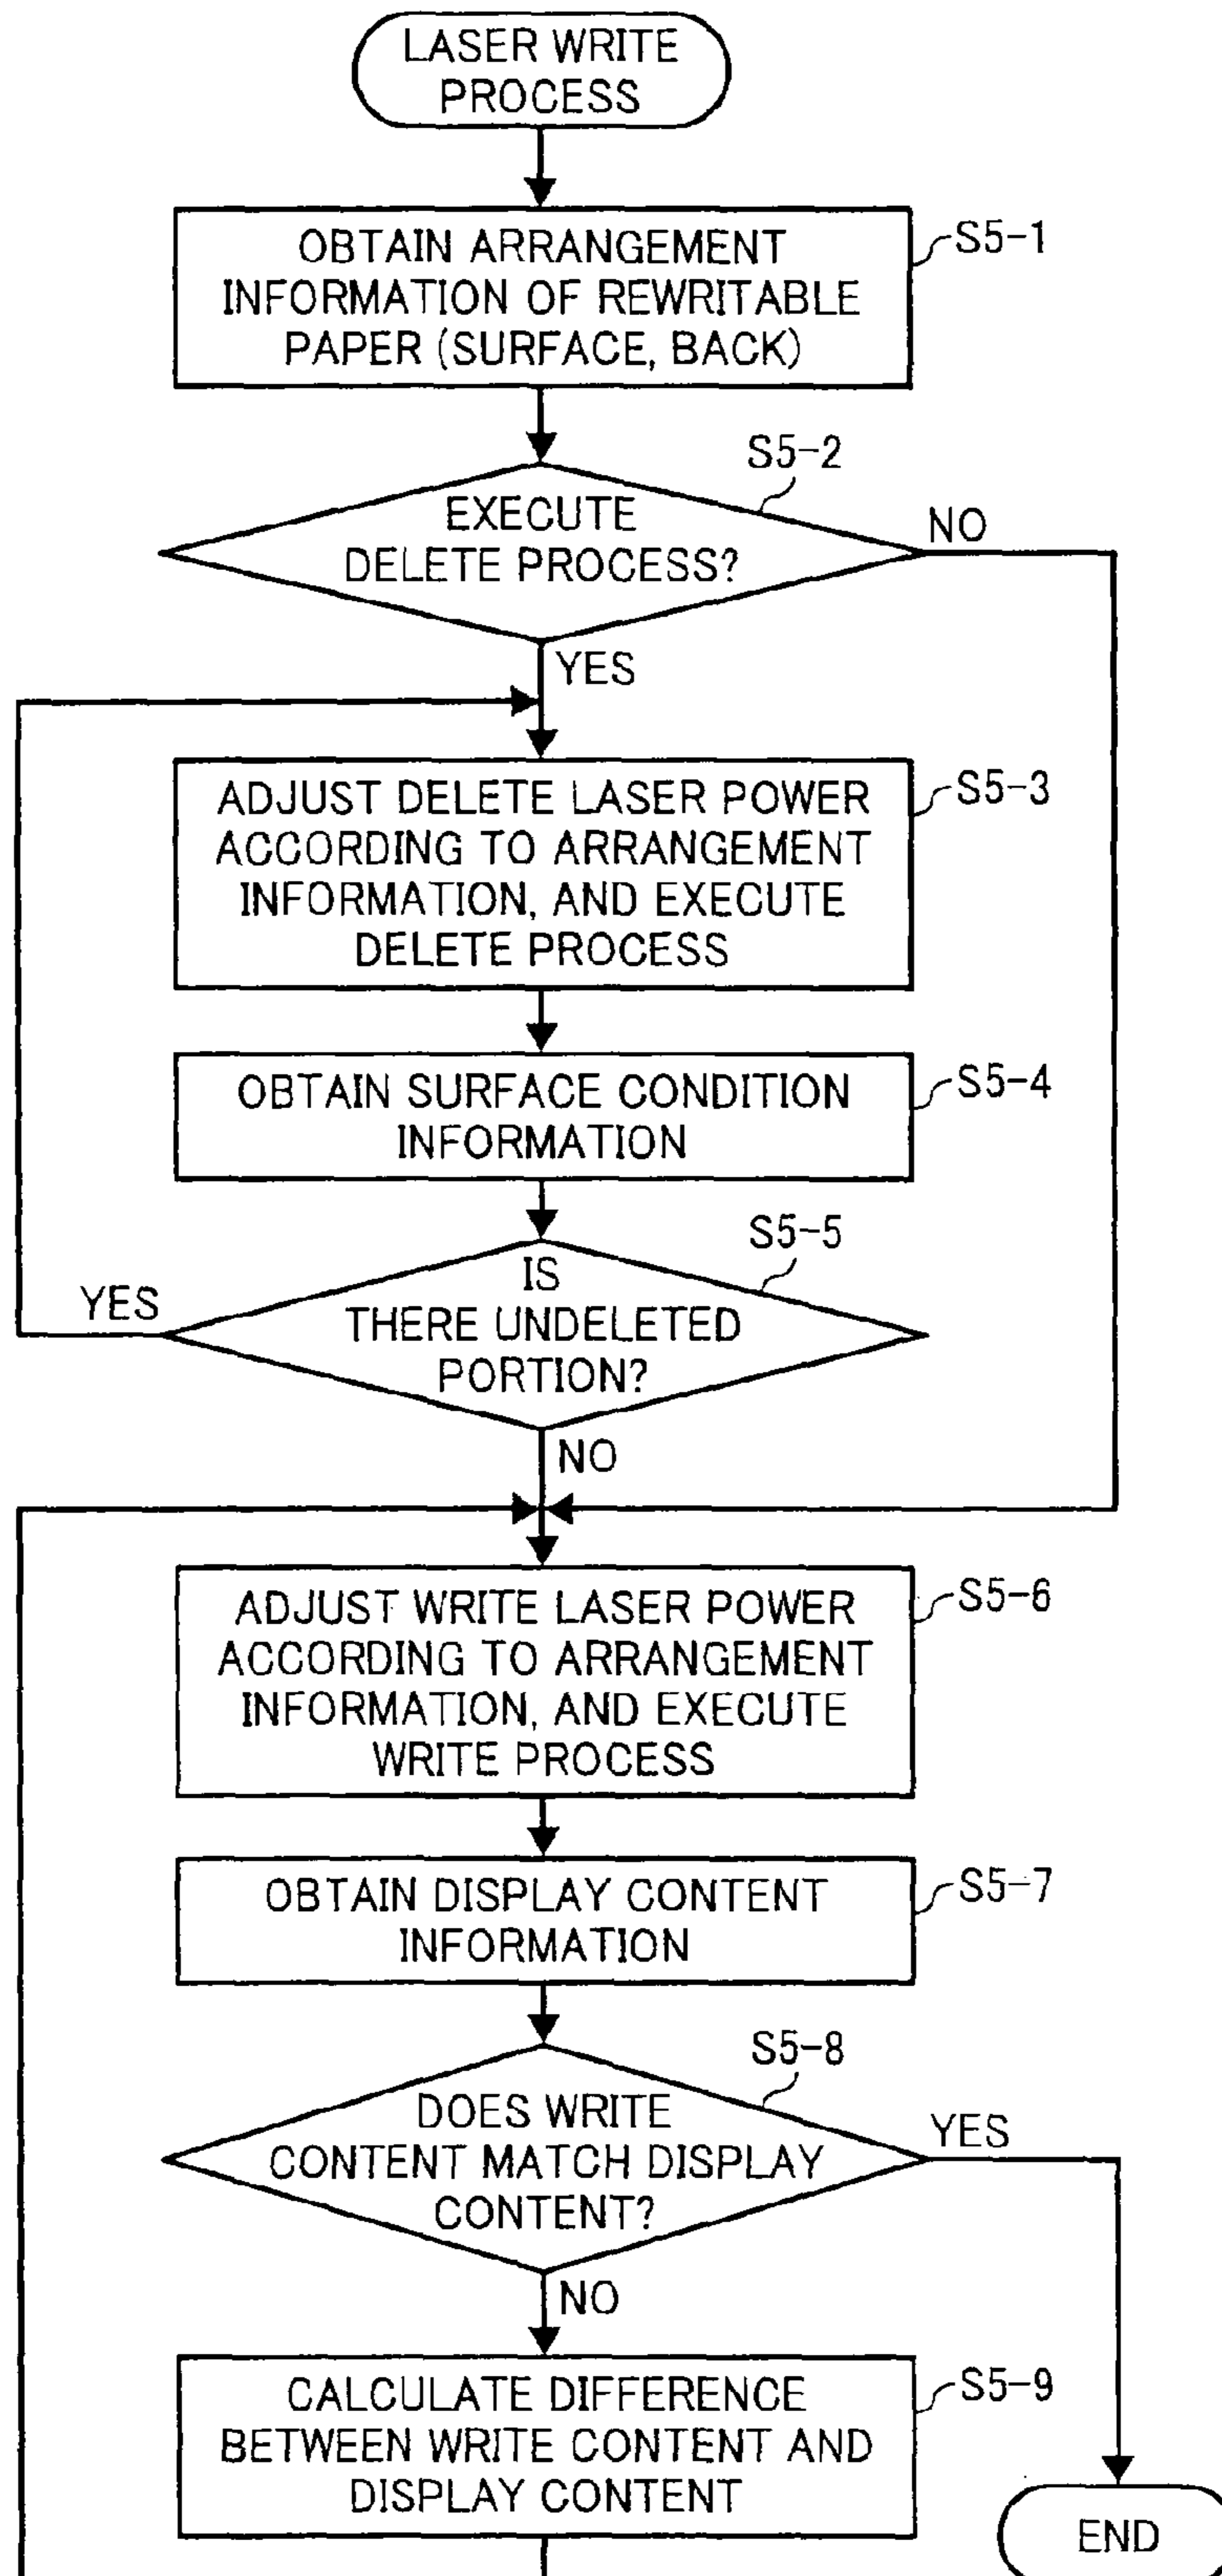 LASER WRITE
PROCESS
OBTAIN ARRANGEMENT
INFORMATION OF REWRITABLE
PAPER (SURFACE, BACK)
S5-1
S5-2
EXECUTE
DELETE PROCESS?
NO
YES
ADJUST DELETE LASER POWER
ACCORDING TO ARRANGEMENT
INFORMATION, AND EXECUTE
DELETE PROCESS
S5-3
OBTAIN SURFACE CONDITION
INFORMATION
S5-4
S5-5
IS
THERE UNDELETED
PORTION?
YES
NO
ADJUST WRITE LASER POWER
ACCORDING TO ARRANGEMENT
INFORMATION, AND EXECUTE
WRITE PROCESS
S5-6
OBTAIN DISPLAY CONTENT
INFORMATION
S5-7
S5-8
DOES WRITE
CONTENT MATCH DISPLAY
CONTENT?
YES
NO
CALCULATE DIFFERENCE
BETWEEN WRITE CONTENT AND
DISPLAY CONTENT
S5-9
END